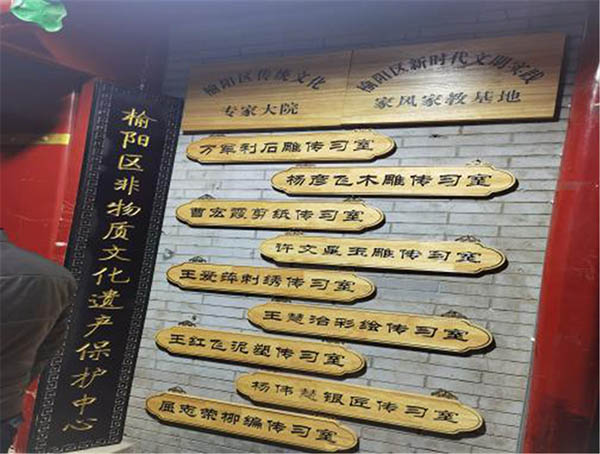 榆阳区非物质文化遗产保护中心
榆阳区传统文化
专家大院
榆阳区新时代文明实践
家风家教基地
万军利石雕传习室
杨彦飞木雕传习室
曹宏霞剪纸传习室
许文星玉雕传习室
王爱萍刺绣传习室
王慧治彩绘传习室
王红飞泥塑传习室
杨伟慧银匠传习室
屈志荣柳编传习室